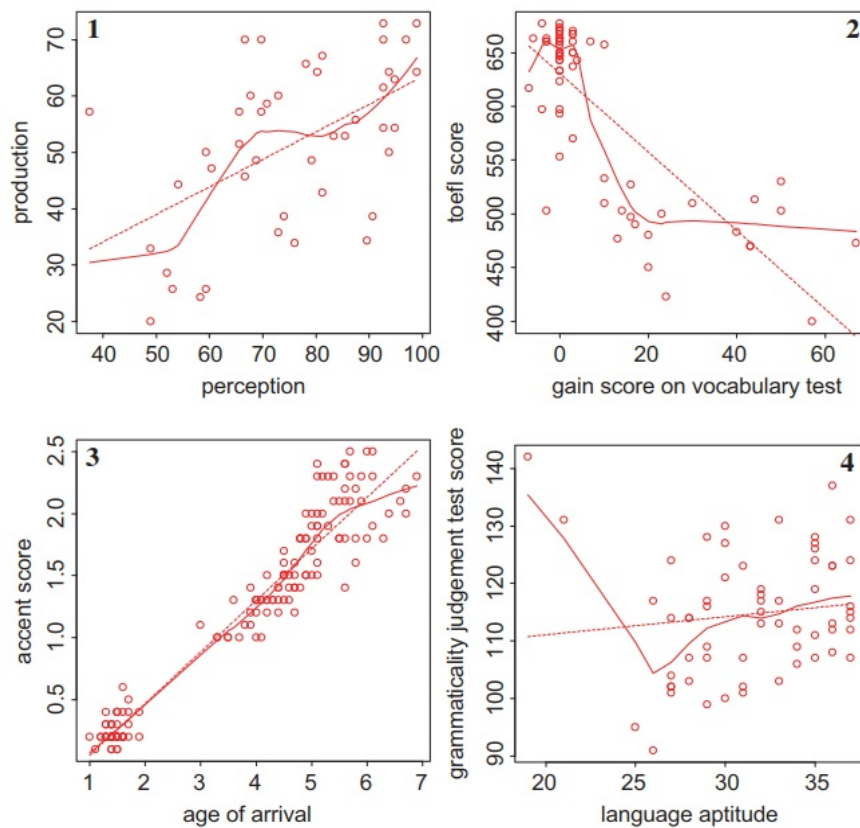 1
production
20 30 40 50 60 70
40 50 60 70 80 90 100
perception
2
toefl score
400 450 500 550 600 650
0 20 40 60
gain score on vocabulary test
3
accent score
0.5 1.0 1.5 2.0 2.5
1 2 3 4 5 6 7
age of arrival
4
grammaticality judgement test score
90 100 110 120 130 140
20 25 30 35
language aptitude